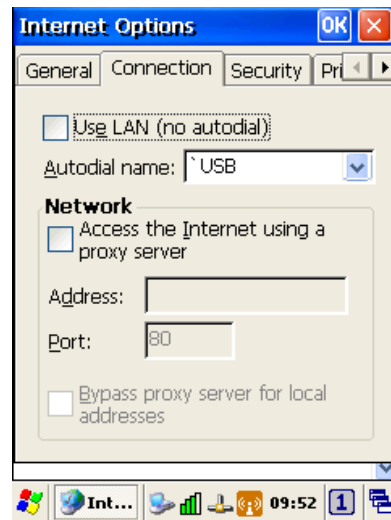 Internet Options OK
General Connection Security Pri
Use LAN (no autodial)
Autodial name: `USB
Network
Access the Internet using a
proxy server
Address:
Port: 80
Bypass proxy server for local
addresses
Int... 09:52 1